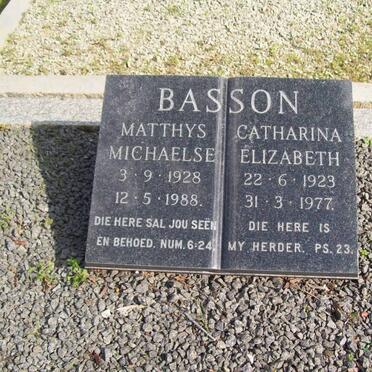 BASSON
MATTHYS
MICHAELSE
3·9·1928
12·5·1988.
DIE HERE SAL JOU SEËN
EN BEHOED. NUM. 6:24.
CATHARINA
ELIZABETH
22·6·1923
31·3·1977.
DIE HERE IS
MY HERDER. PS. 23.